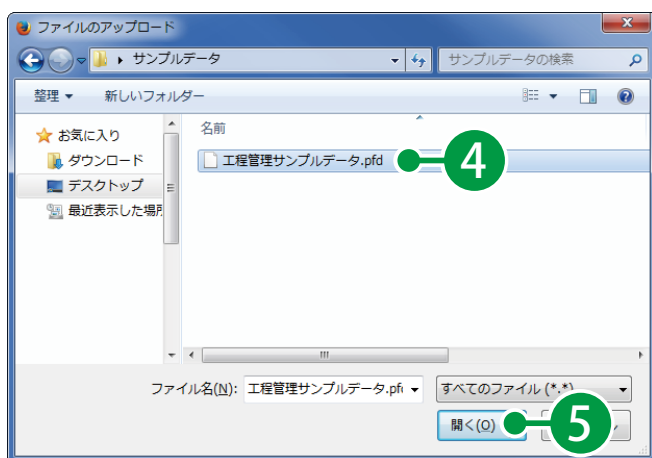 ファイルのアップロード
サンプルデータ
サンプルデータの検索
整理 新しいフォルダー
お気に入り
ダウンロード
デスクトップ
最近表示した場所
名前
工程管理サンプルデータ.pfd
4
ファイル名(N): 工程管理サンプルデータ.pf
すべてのファイル (*.*)
開く(O)
5